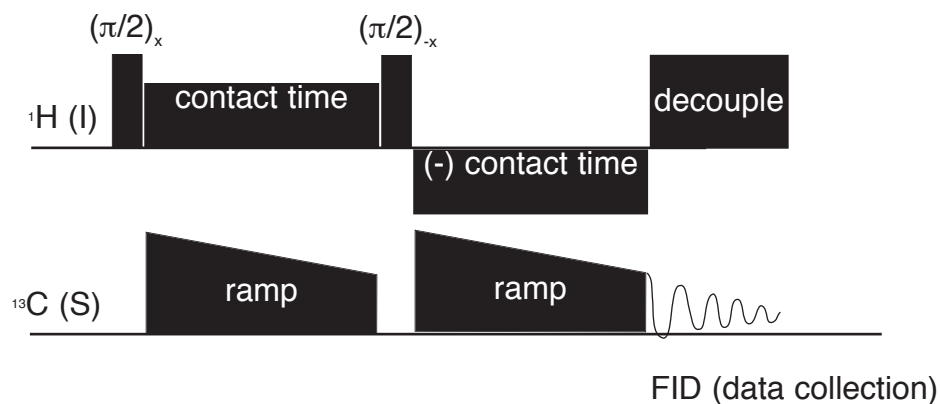 (π/2)x (π/2)-x
¹H (I) contact time decouple
(-) contact time
¹³C (S) ramp ramp
FID (data collection)